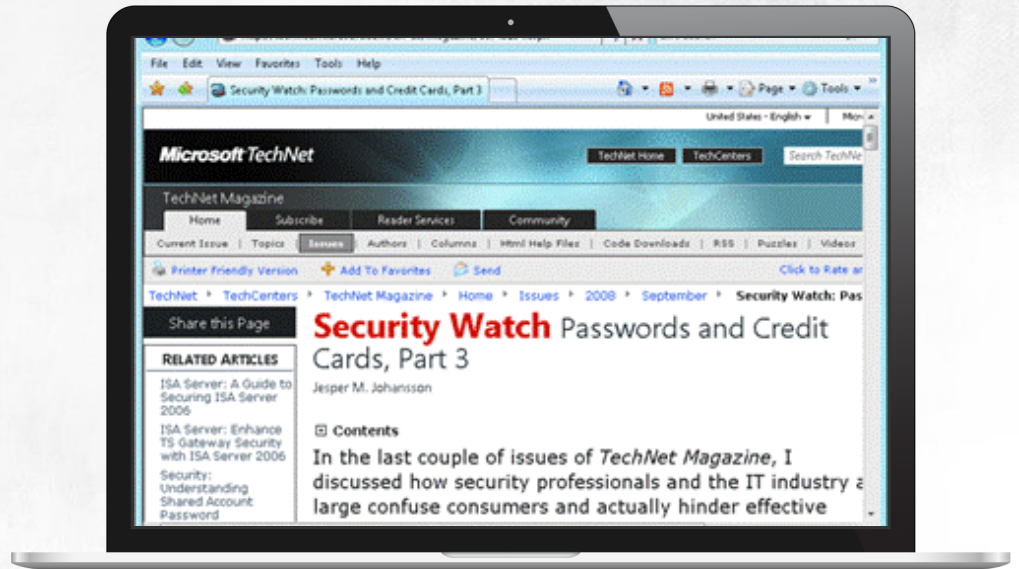 File Edit View Favorites Tools Help
Security Watch: Passwords and Credit Cards, Part 3
Page Tools
United States - English
Microsoft TechNet
TechNet Home TechCenters Search TechNe
TechNet Magazine
Home Subscribe Reader Services Community
Current Issue | Topics | Issues | Authors | Columns | Html Help Files | Code Downloads | RSS | Puzzles | Videos
Printer Friendly Version Add To Favorites Send Click to Rate an
TechNet TechCenters TechNet Magazine Home Issues 2008 September Security Watch: Pas
Share this Page
RELATED ARTICLES
ISA Server: A Guide to
Securing ISA Server
2006
ISA Server: Enhance
TS Gateway Security
with ISA Server 2006
Security:
Understanding
Shared Account
Password
Security Watch Passwords and Credit
Cards, Part 3
Jesper M. Johansson
Contents
In the last couple of issues of TechNet Magazine, I
discussed how security professionals and the IT industry a
large confuse consumers and actually hinder effective